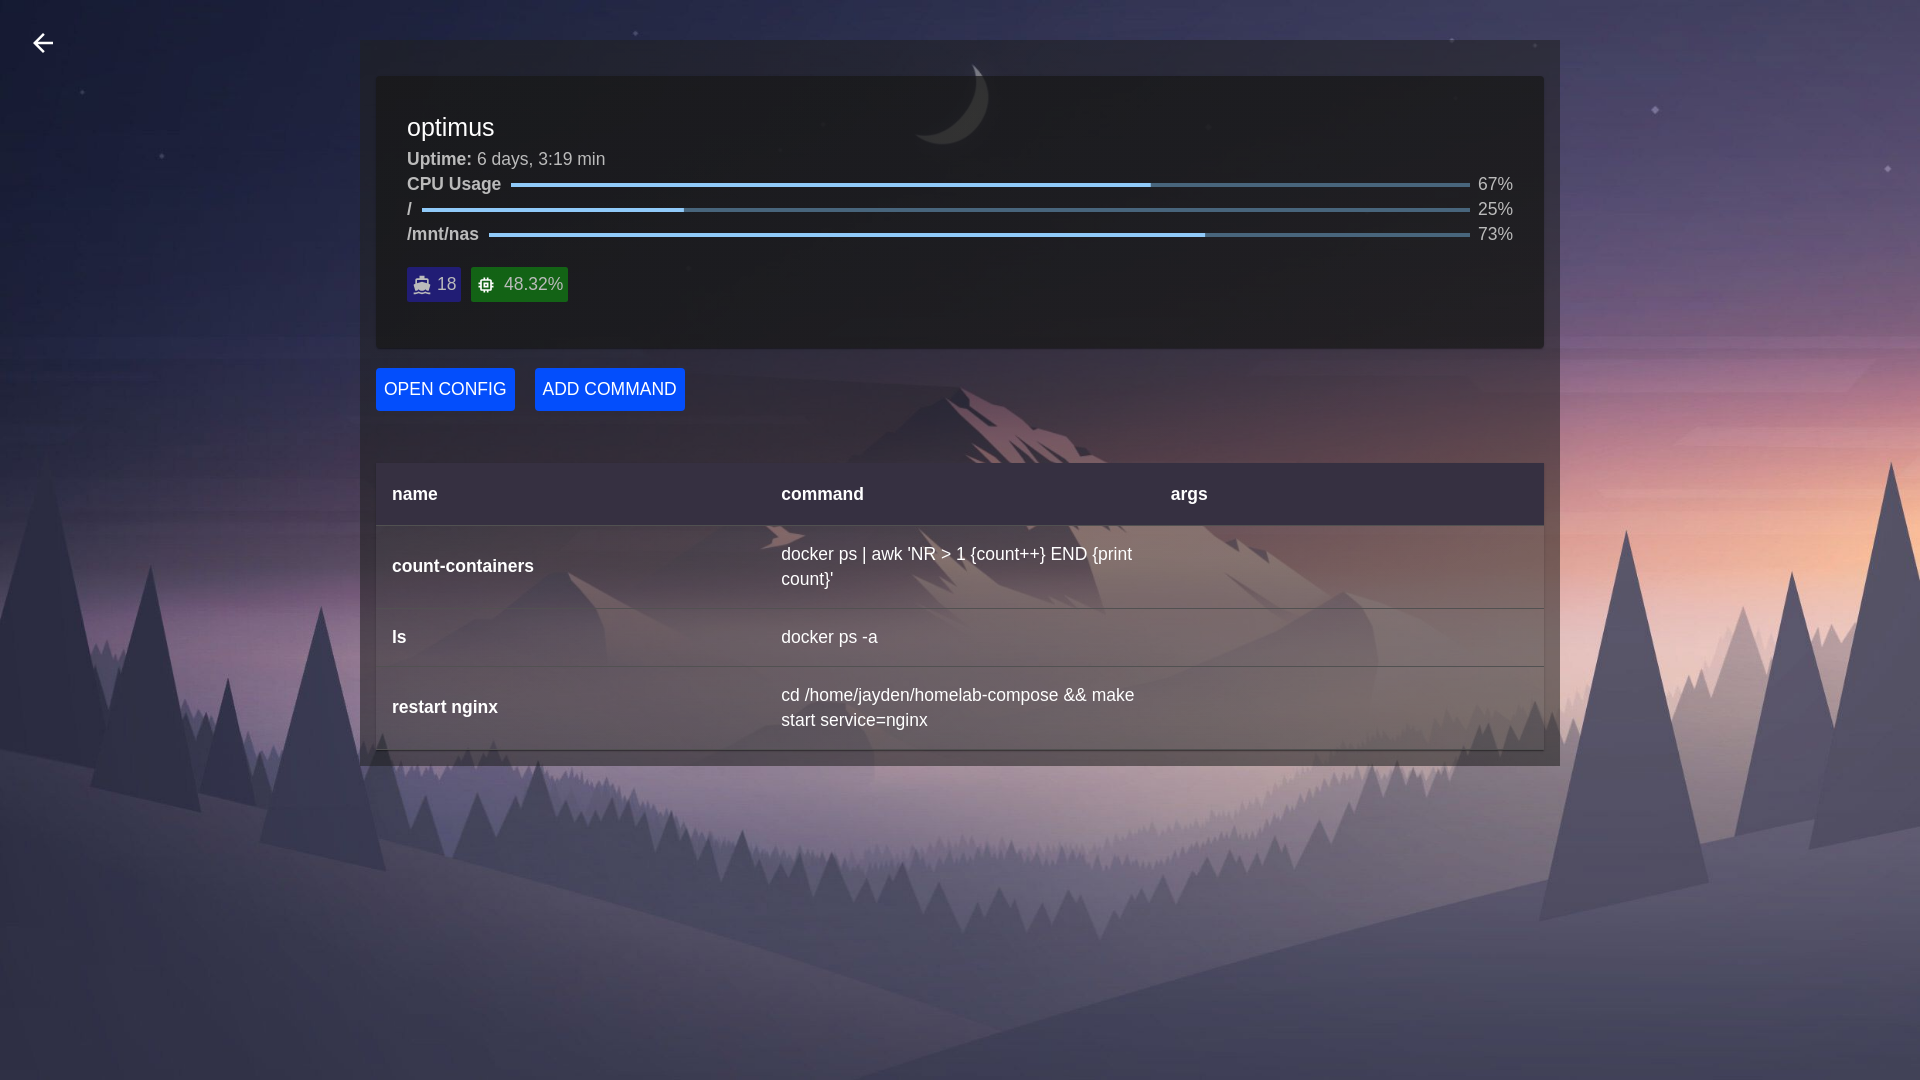 optimus
Uptime: 6 days, 3:19 min
CPU Usage 67%
/ 25%
/mnt/nas 73%
18 48.32%
OPEN CONFIG ADD COMMAND
name command args
count-containers docker ps | awk 'NR > 1 {count++} END {print
count}'
ls docker ps -a
restart nginx cd /home/jayden/homelab-compose && make
start service=nginx